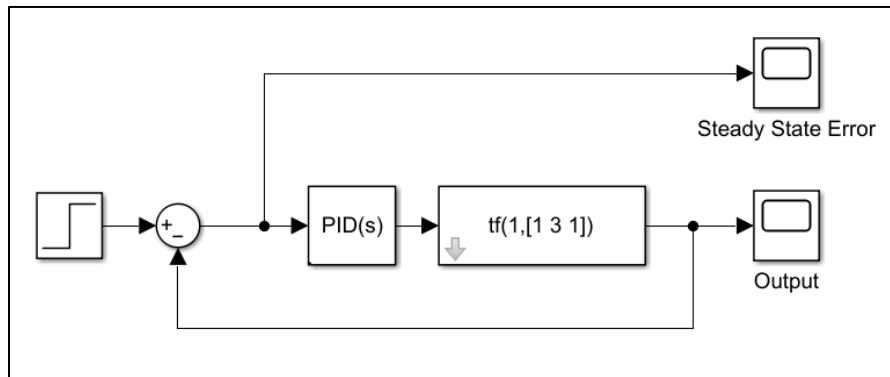 Steady State Error
+
−
PID(s)
tf(1,[1 3 1])
Output